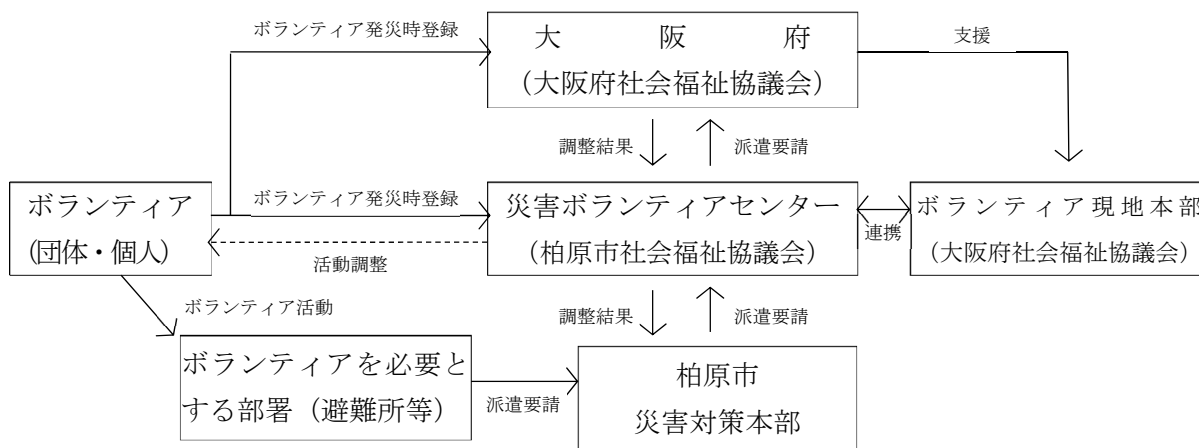 ボランティア発災時登録
大阪府
(大阪府社会福祉協議会)
支援
調整結果
派遣要請
ボランティア
(団体・個人)
ボランティア発災時登録
活動調整
災害ボランティアセンター
(柏原市社会福祉協議会)
連携
ボランティア現地本部
(大阪府社会福祉協議会)
ボランティア活動
調整結果
派遣要請
ボランティアを必要と
する部署(避難所等)
派遣要請
柏原市
災害対策本部